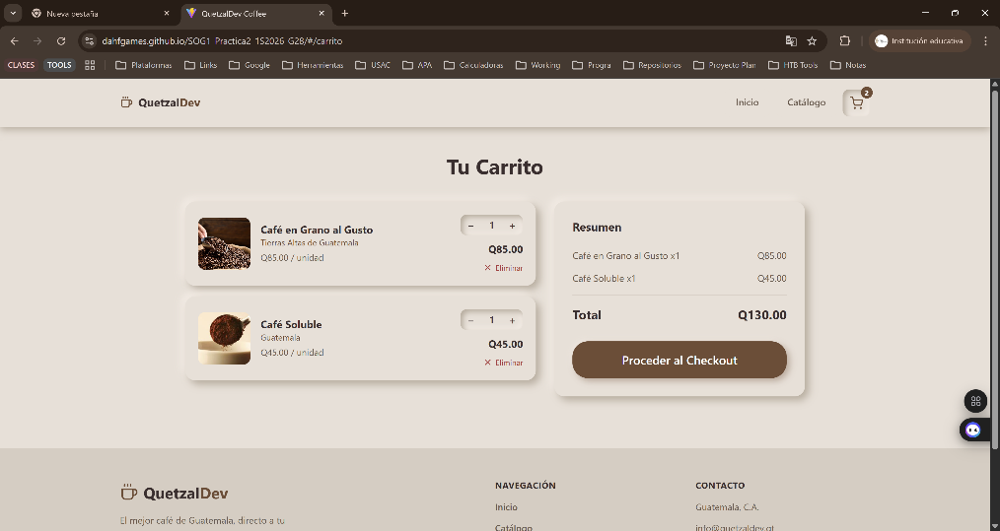 Nueva pestaña
QuetzalDev Coffee
dahfgames.github.io/SOG1_Practica2_1S2026_G28/#/carrito
Institución educativa
CLASES TOOLS Plataformas Links Google Herramientas USAC APA Calculadoras Working Progra Repositorios Proyecto Plan HTB Tools Notas
QuetzalDev
Inicio
Catálogo
2
Tu Carrito
Café en Grano al Gusto
Tierras Altas de Guatemala
Q85.00 / unidad
− 1 +
Q85.00
✕ Eliminar
Café Soluble
Guatemala
Q45.00 / unidad
− 1 +
Q45.00
✕ Eliminar
Resumen
Café en Grano al Gusto x1 Q85.00
Café Soluble x1 Q45.00
Total Q130.00
Proceder al Checkout
QuetzalDev
El mejor café de Guatemala, directo a tu
NAVEGACIÓN
Inicio
Catálogo
CONTACTO
Guatemala, C.A.
info@quetzaldev.gt